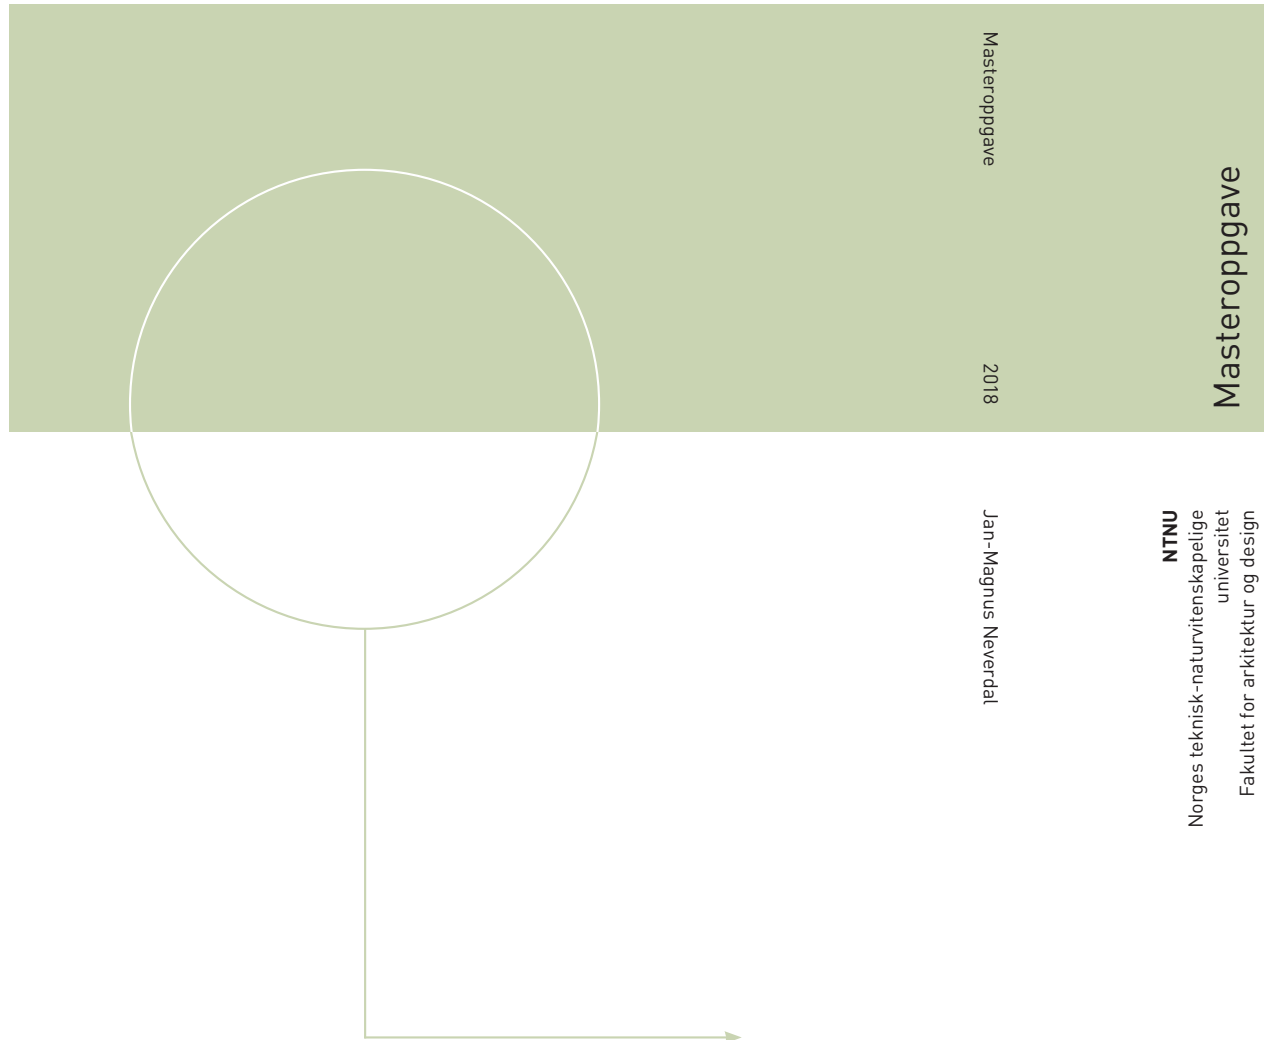 Masteroppgave
2018
Jan-Magnus Neverdal
Masteroppgave
NTNU
Norges teknisk-naturvitenskapelige
universitet
Fakultet for arkitektur og design